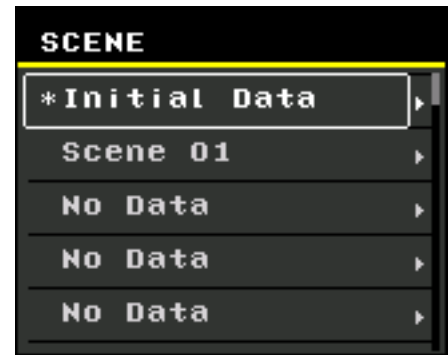 SCENE
*Initial Data
Scene 01
No Data
No Data
No Data